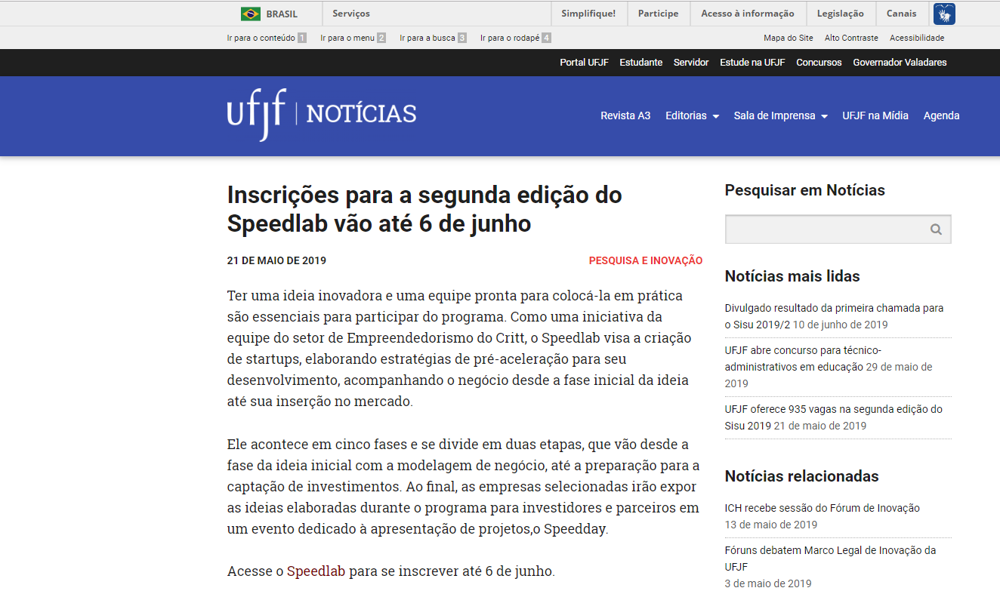 BRASIL Serviços Simplifique! Participe Acesso à informação Legislação Canais
Ir para o conteúdo 1 Ir para o menu 2 Ir para a busca 3 Ir para o rodapé 4 Mapa do Site Alto Contraste Acessibilidade
Portal UFJF Estudante Servidor Estude na UFJF Concursos Governador Valadares
ufjf | NOTÍCIAS
Revista A3 Editorias Sala de Imprensa UFJF na Mídia Agenda
Inscrições para a segunda edição do
Speedlab vão até 6 de junho
21 DE MAIO DE 2019 PESQUISA E INOVAÇÃO
Ter uma ideia inovadora e uma equipe pronta para colocá-la em prática
são essenciais para participar do programa. Como uma iniciativa da
equipe do setor de Empreendedorismo do Critt, o Speedlab visa a criação
de startups, elaborando estratégias de pré-aceleração para seu
desenvolvimento, acompanhando o negócio desde a fase inicial da ideia
até sua inserção no mercado.
Ele acontece em cinco fases e se divide em duas etapas, que vão desde a
fase da ideia inicial com a modelagem de negócio, até a preparação para a
captação de investimentos. Ao final, as empresas selecionadas irão expor
as ideias elaboradas durante o programa para investidores e parceiros em
um evento dedicado à apresentação de projetos,o Speedday.
Acesse o Speedlab para se inscrever até 6 de junho.
Pesquisar em Notícias
Notícias mais lidas
Divulgado resultado da primeira chamada para
o Sisu 2019/2 10 de junho de 2019
UFJF abre concurso para técnico-
administrativos em educação 29 de maio de
2019
UFJF oferece 935 vagas na segunda edição do
Sisu 2019 21 de maio de 2019
Notícias relacionadas
ICH recebe sessão do Fórum de Inovação
13 de maio de 2019
Fóruns debatem Marco Legal de Inovação da
UFJF
3 de maio de 2019